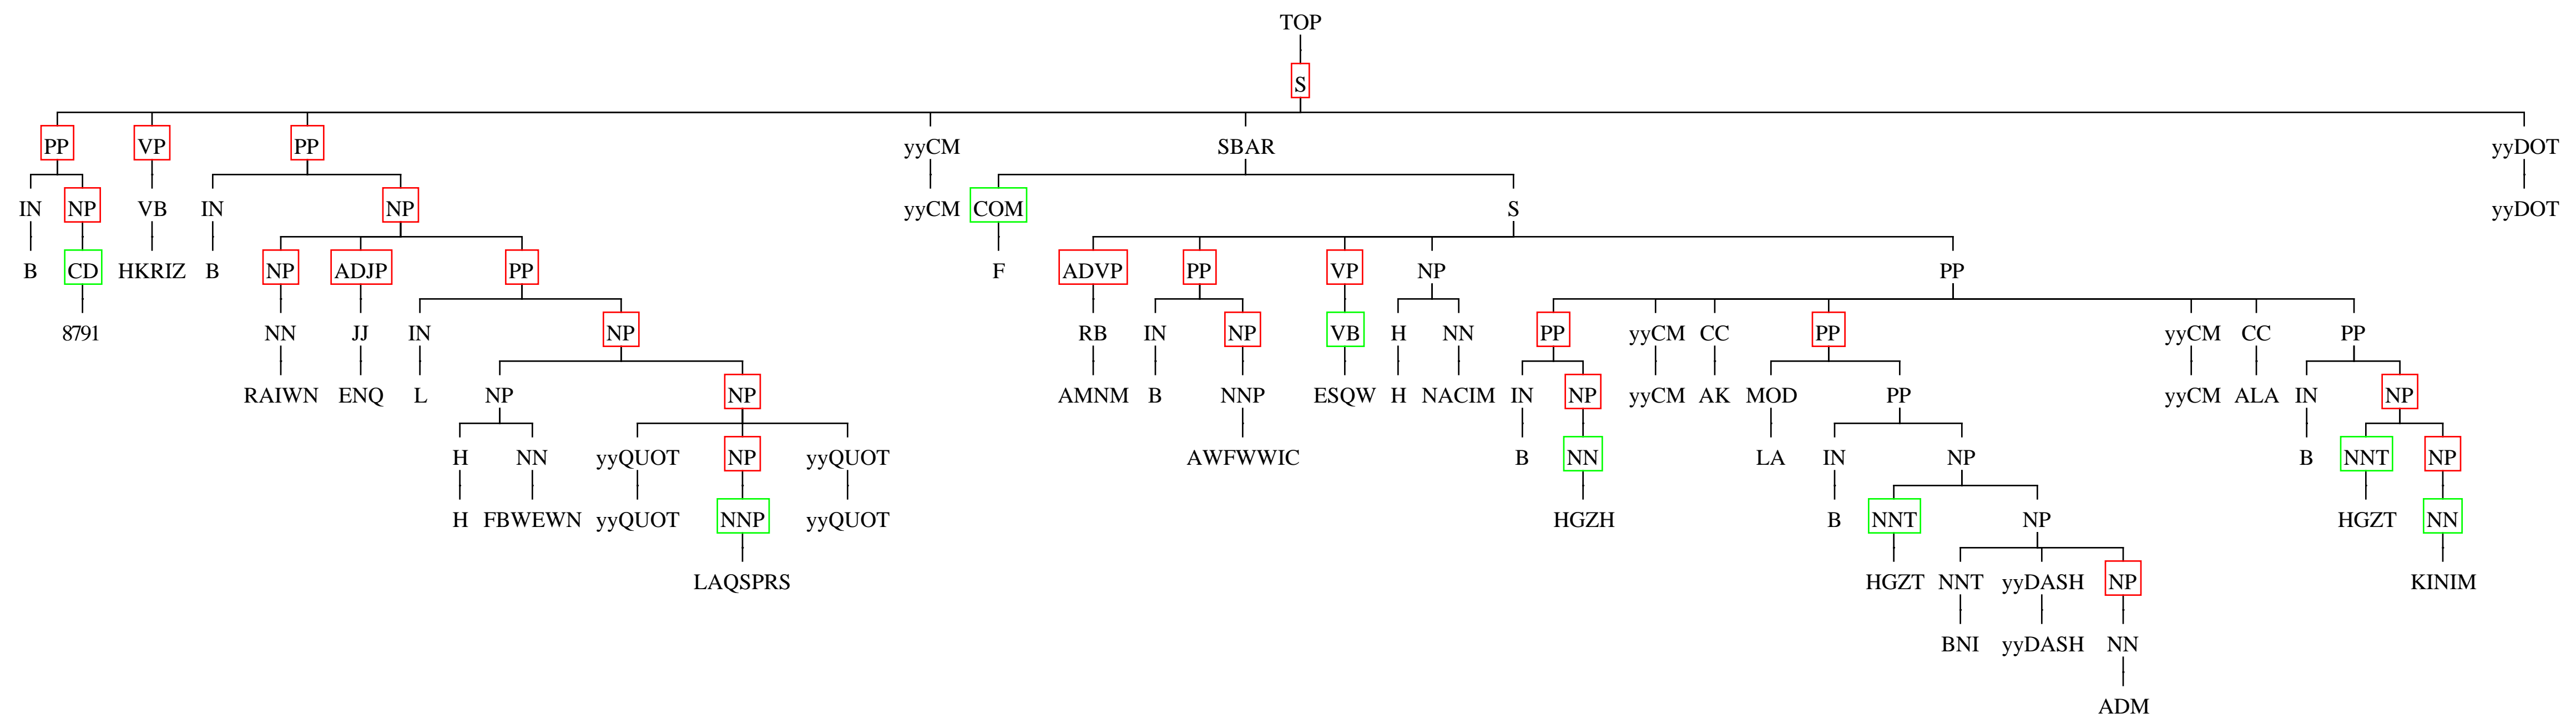 TOP
S
PP VP PP yyCM SBAR yyDOT
IN NP VB IN NP yyCM COM S yyDOT
B CD HKRIZ B NP ADJP PP F ADVP PP VP NP PP
8791 NN JJ IN NP RB IN NP VB H NN PP yyCM CC PP yyCM CC PP
RAIWN ENQ L NP NP AMNM B NNP ESQW H NACIM IN NP yyCM AK MOD PP yyCM ALA IN NP
H NN yyQUOT NP yyQUOT AWFWWIC B NN LA IN NP B NNT NP
H FBWEWN yyQUOT NNP yyQUOT HGZH B NNT NP HGZT NN
LAQSPRS HGZT NNT yyDASH NP KINIM
BNI yyDASH NN
ADM